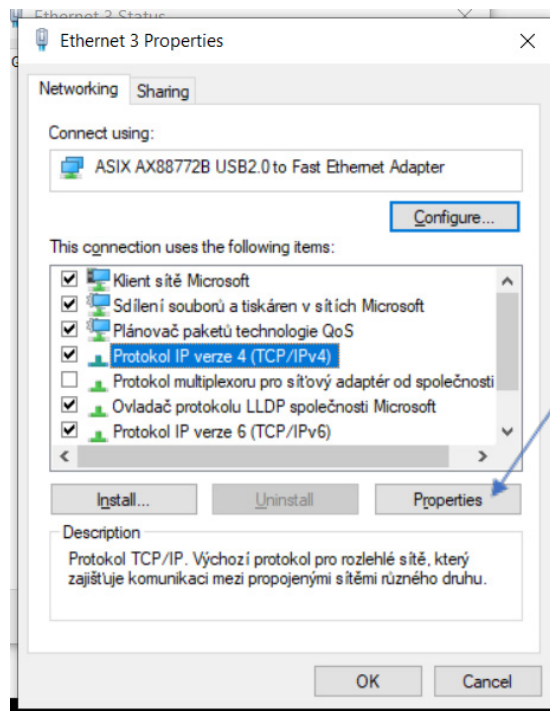 Ethernet 3 Status
Ethernet 3 Properties
Networking
Sharing
Connect using:
ASIX AX88772B USB2.0 to Fast Ethernet Adapter
Configure...
This connection uses the following items:
Klient sítě Microsoft
Sdílení souborů a tiskáren v sítích Microsoft
Plánovač paketů technologie QoS
Protokol IP verze 4 (TCP/IPv4)
Protokol multiplexoru pro síťový adaptér od společnosti
Ovladač protokolu LLDP společnosti Microsoft
Protokol IP verze 6 (TCP/IPv6)
Install...
Uninstall
Properties
Description
Protokol TCP/IP. Výchozí protokol pro rozlehlé sítě, který
zajišťuje komunikaci mezi propojenými sítěmi různého druhu.
OK
Cancel